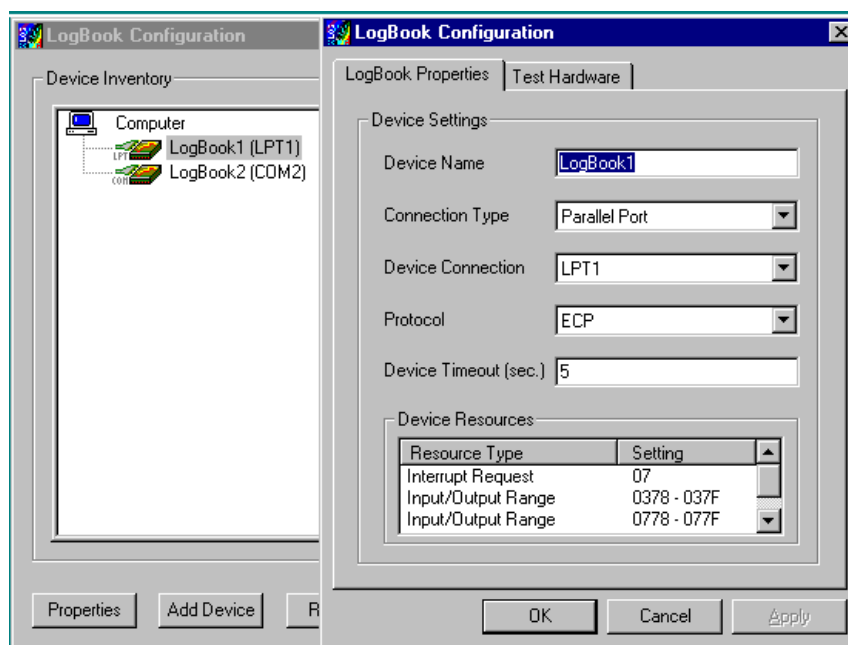 LogBook Configuration
Device Inventory
Computer
LPT
LogBook1 (LPT1)
COM
LogBook2 (COM2)
Properties
Add Device
R
LogBook Configuration
LogBook Properties
Test Hardware
Device Settings
Device Name
LogBook1
Connection Type
Parallel Port
Device Connection
LPT1
Protocol
ECP
Device Timeout (sec.)
5
Device Resources
Resource Type Setting
Interrupt Request 07
Input/Output Range 0378 - 037F
Input/Output Range 0778 - 077F
OK
Cancel
Apply